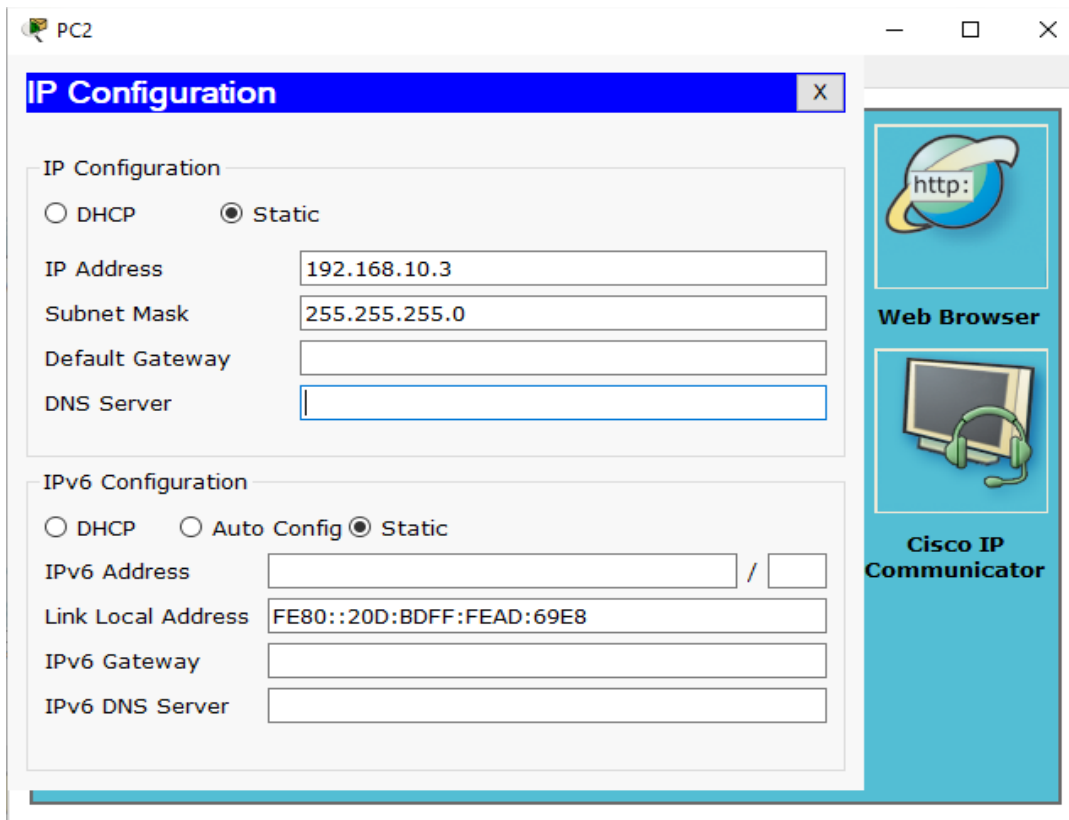 PC2
IP Configuration X
IP Configuration
DHCP Static
IP Address 192.168.10.3
Subnet Mask 255.255.255.0
Default Gateway
DNS Server
IPv6 Configuration
DHCP Auto Config Static
IPv6 Address /
Link Local Address FE80::20D:BDFF:FEAD:69E8
IPv6 Gateway
IPv6 DNS Server
http:
Web Browser
Cisco IP
Communicator